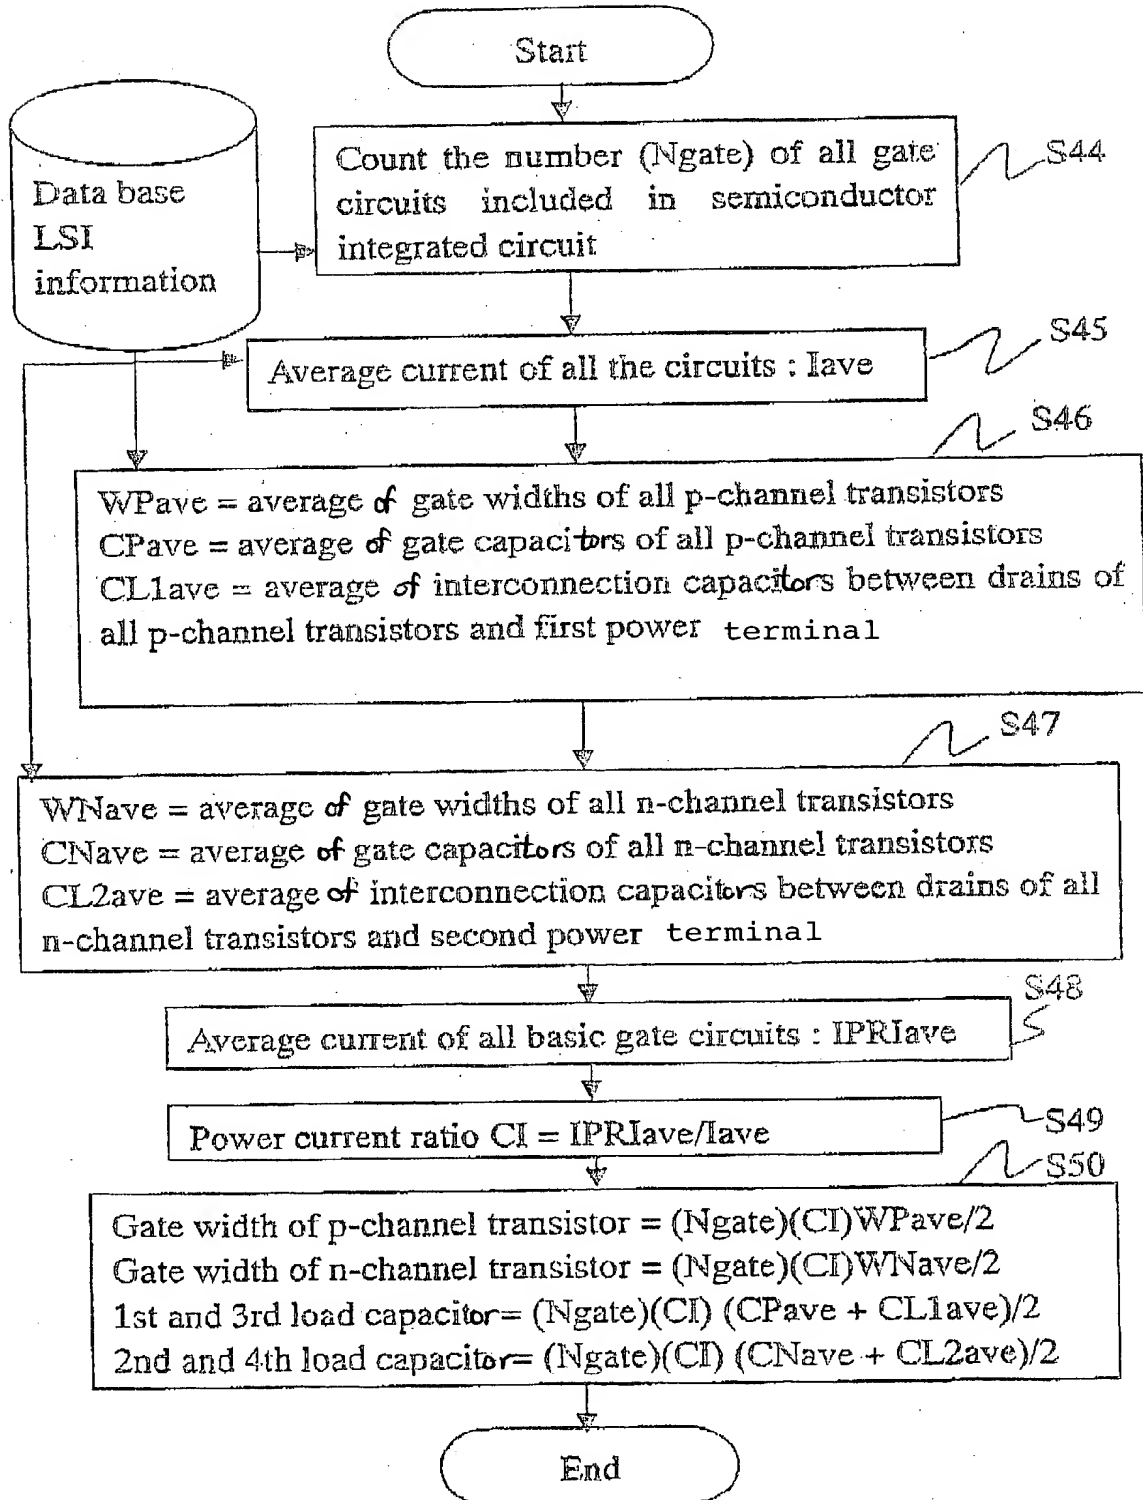 Start
Data base
LSI
information
Count the number (Ngate) of all gate
circuits included in semiconductor
integrated circuit
S44
Average current of all the circuits : Iave
S45
S46
WPave = average of gate widths of all p-channel transistors
CPave = average of gate capacitors of all p-channel transistors
CL1ave = average of interconnection capacitors between drains of
all p-channel transistors and first power terminal
S47
WNave = average of gate widths of all n-channel transistors
CNave = average of gate capacitors of all n-channel transistors
CL2ave = average of interconnection capacitors between drains of all
n-channel transistors and second power terminal
S48
Average current of all basic gate circuits : IPRIave
Power current ratio CI = IPRIave/Iave
S49
S50
Gate width of p-channel transistor = (Ngate)(CI)WPave/2
Gate width of n-channel transistor = (Ngate)(CI)WNave/2
1st and 3rd load capacitor= (Ngate)(CI) (CPave + CL1ave)/2
2nd and 4th load capacitor= (Ngate)(CI) (CNave + CL2ave)/2
End